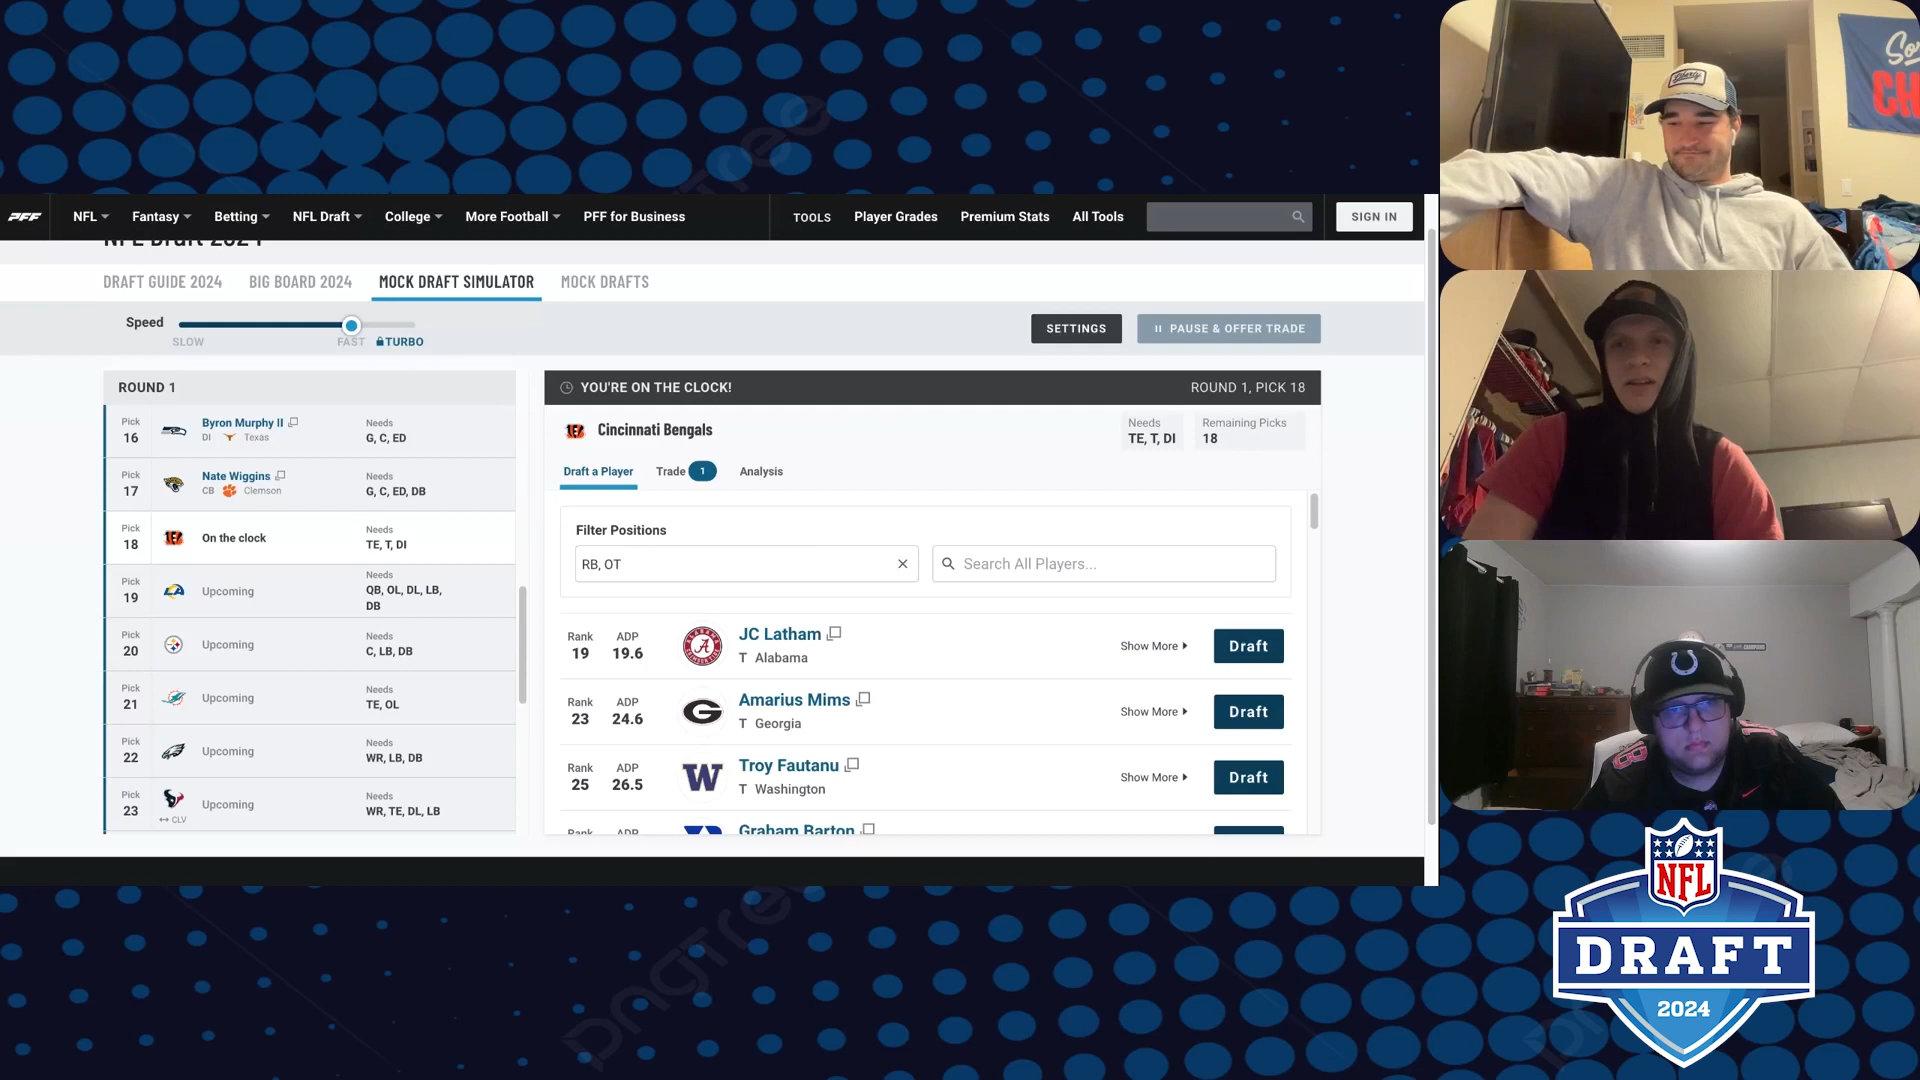 PFF
NFL
Fantasy
Betting
NFL Draft
College
More Football
PFF for Business
TOOLS
Player Grades
Premium Stats
All Tools
SIGN IN
NFL Draft 2024
DRAFT GUIDE 2024
BIG BOARD 2024
MOCK DRAFT SIMULATOR
MOCK DRAFTS
Speed
SLOW
FAST
TURBO
SETTINGS
PAUSE & OFFER TRADE
ROUND 1
Pick
16
Byron Murphy II
DI Texas
Needs
G, C, ED
Pick
17
Nate Wiggins
CB Clemson
Needs
G, C, ED, DB
Pick
18
On the clock
Needs
TE, T, DI
Pick
19
Upcoming
Needs
QB, OL, DL, LB,
DB
Pick
20
Upcoming
Needs
C, LB, DB
Pick
21
Upcoming
Needs
TE, OL
Pick
22
Upcoming
Needs
WR, LB, DB
Pick
23
CLV
Upcoming
Needs
WR, TE, DL, LB
YOU'RE ON THE CLOCK!
ROUND 1, PICK 18
Cincinnati Bengals
Needs
TE, T, DI
Remaining Picks
18
Draft a Player
Trade 1
Analysis
Filter Positions
RB, OT
Search All Players...
Rank
19
ADP
19.6
JC Latham
T Alabama
Show More
Draft
Rank
23
ADP
24.6
Amarius Mims
T Georgia
Show More
Draft
Rank
25
ADP
26.5
Troy Fautanu
T Washington
Show More
Draft
Rank
ADP
Graham Barton
NFL
DRAFT
2024
pngtree